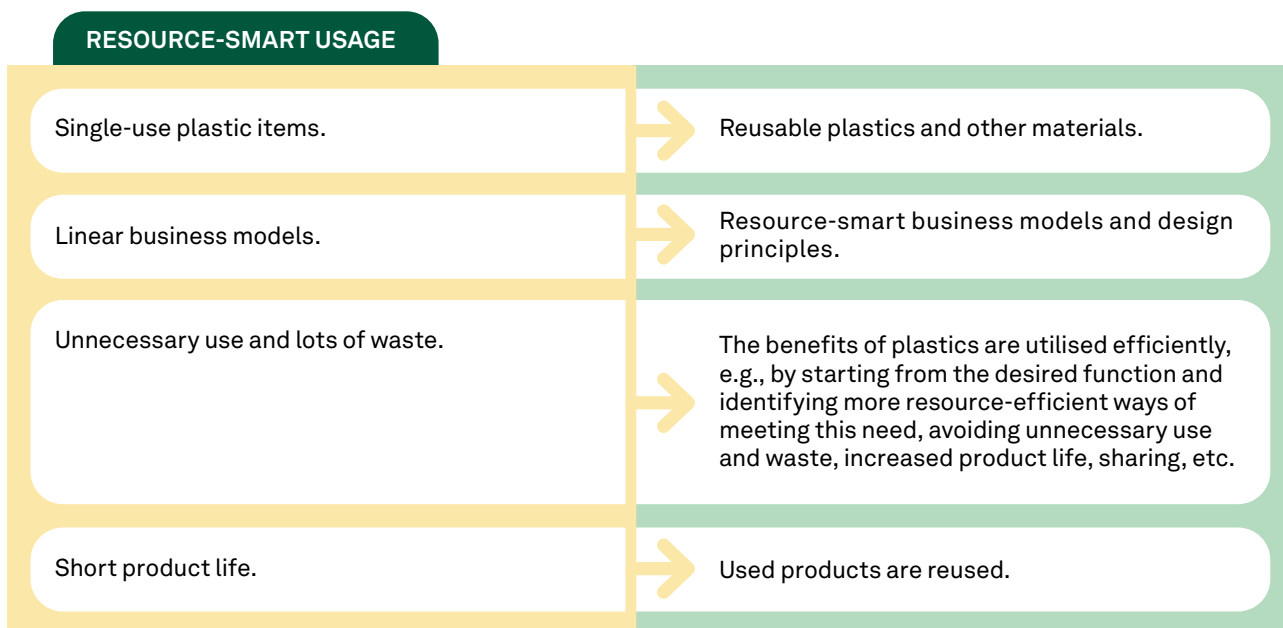 RESOURCE-SMART USAGE
Single-use plastic items.
Reusable plastics and other materials.
Linear business models.
Resource-smart business models and design
principles.
Unnecessary use and lots of waste.
The benefits of plastics are utilised efficiently,
e.g., by starting from the desired function and
identifying more resource-efficient ways of
meeting this need, avoiding unnecessary use
and waste, increased product life, sharing, etc.
Short product life.
Used products are reused.